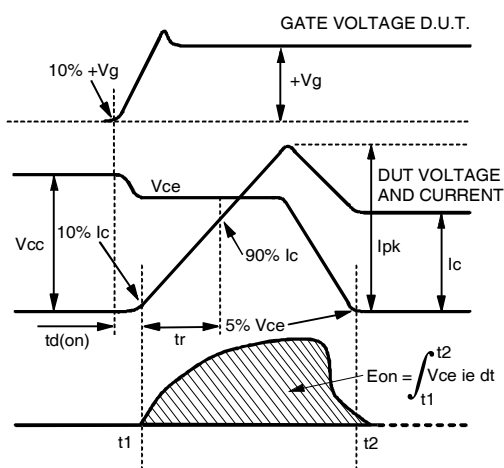 GATE VOLTAGE D.U.T.
10% +Vg
+Vg
DUT VOLTAGE
AND CURRENT
Vce
Vcc
10% Ic
90% Ic
Ipk
Ic
td(on)
tr
5% Vce
Eon = ∫ Vce ie dt
t2
t1
t1
t2